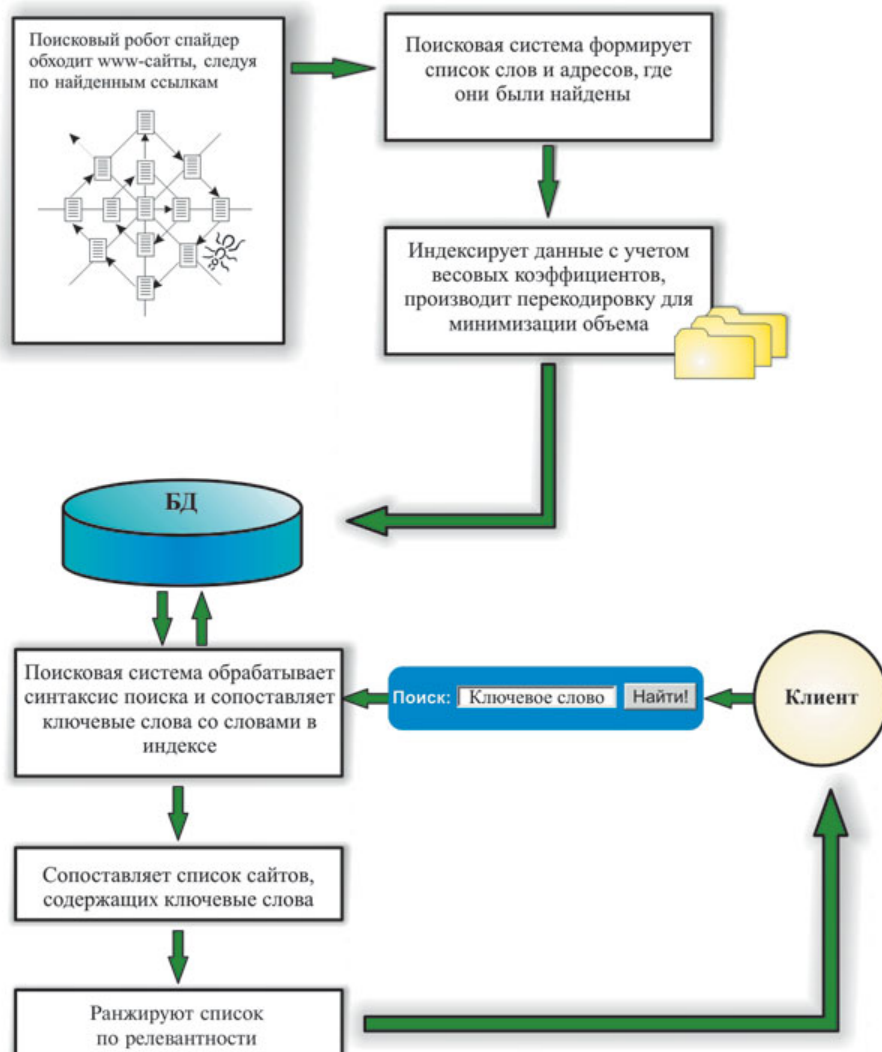 Поисковый робот спайдер
обходит www-сайты, следуя
по найденным ссылкам
Поисковая система формирует
список слов и адресов, где
они были найдены
Индексирует данные с учетом
весовых коэффициентов,
производит перекодировку для
минимизации объема
БД
Поисковая система обрабатывает
синтаксис поиска и сопоставляет
ключевые слова со словами в
индексе
Поиск: Ключевое слово Найти!
Клиент
Сопоставляет список сайтов,
содержащих ключевые слова
Ранжируют список
по релевантности